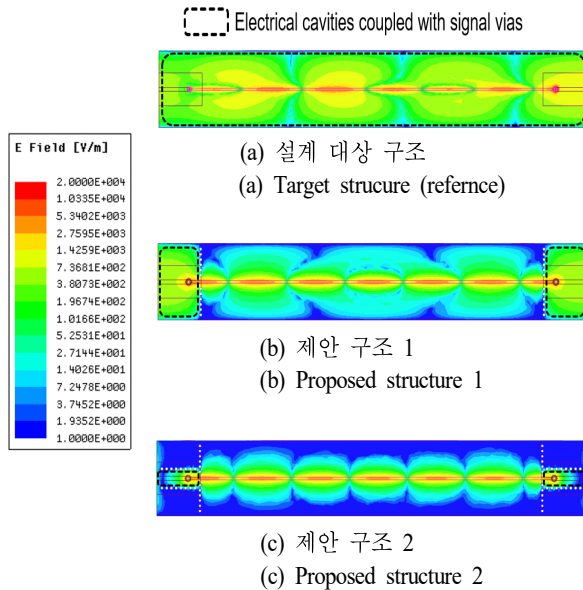 Electrical cavities coupled with signal vias
(a) 설계 대상 구조
(a) Target strucure (refernce)
E Field [V/m]
2.0000E+004
1.0335E+004
5.3402E+003
2.7595E+003
1.4259E+003
7.3681E+002
3.8073E+002
1.9674E+002
1.0166E+002
5.2531E+001
2.7144E+001
1.4026E+001
7.2478E+000
3.7452E+000
1.9352E+000
1.0000E+000
(b) 제안 구조 1
(b) Proposed structure 1
(c) 제안 구조 2
(c) Proposed structure 2